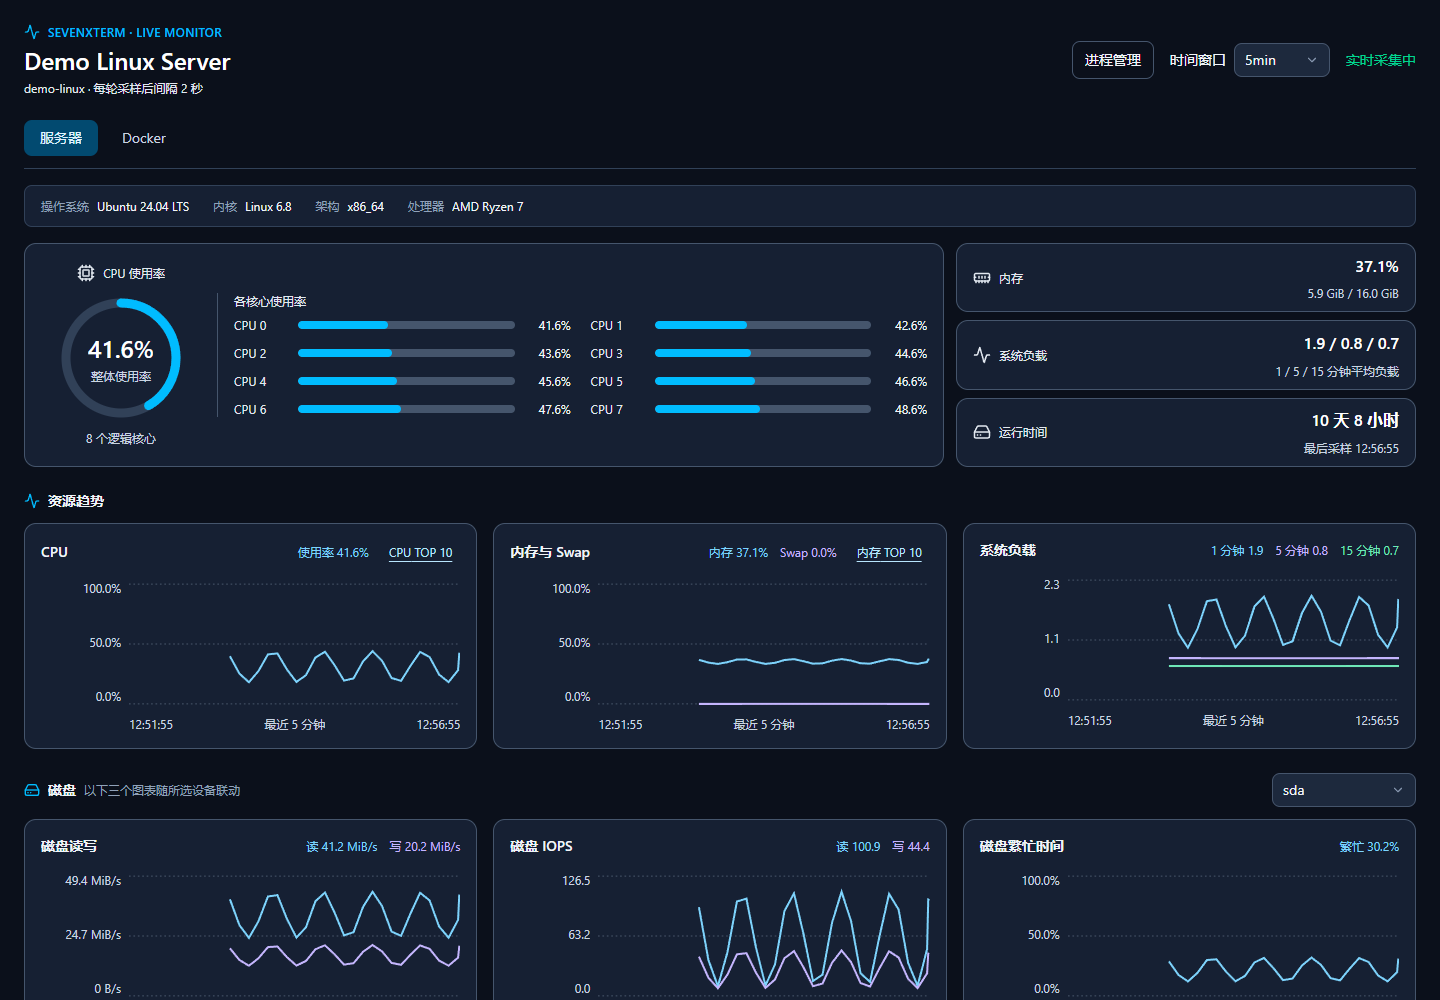 SEVENXTERM · LIVE MONITOR
Demo Linux Server
demo-linux · 每轮采样后间隔 2 秒
进程管理 时间窗口 5min 实时采集中
服务器 Docker
操作系统 Ubuntu 24.04 LTS 内核 Linux 6.8 架构 x86_64 处理器 AMD Ryzen 7
CPU 使用率
41.6%
整体使用率
8 个逻辑核心
各核心使用率
CPU 0 41.6% CPU 1 42.6%
CPU 2 43.6% CPU 3 44.6%
CPU 4 45.6% CPU 5 46.6%
CPU 6 47.6% CPU 7 48.6%
内存 37.1%
5.9 GiB / 16.0 GiB
系统负载 1.9 / 0.8 / 0.7
1 / 5 / 15 分钟平均负载
运行时间 10 天 8 小时
最后采样 12:56:55
资源趋势
CPU 使用率 41.6% CPU TOP 10
100.0%
50.0%
0.0%
12:51:55 最近 5 分钟 12:56:55
内存与 Swap 内存 37.1% Swap 0.0% 内存 TOP 10
100.0%
50.0%
0.0%
12:51:55 最近 5 分钟 12:56:55
系统负载 1 分钟 1.9 5 分钟 0.8 15 分钟 0.7
2.3
1.1
0.0
12:51:55 最近 5 分钟 12:56:55
磁盘 以下三个图表随所选设备联动 sda
磁盘读写 读 41.2 MiB/s 写 20.2 MiB/s
49.4 MiB/s
24.7 MiB/s
0 B/s
磁盘 IOPS 读 100.9 写 44.4
126.5
63.2
0.0
磁盘繁忙时间 繁忙 30.2%
100.0%
50.0%
0.0%